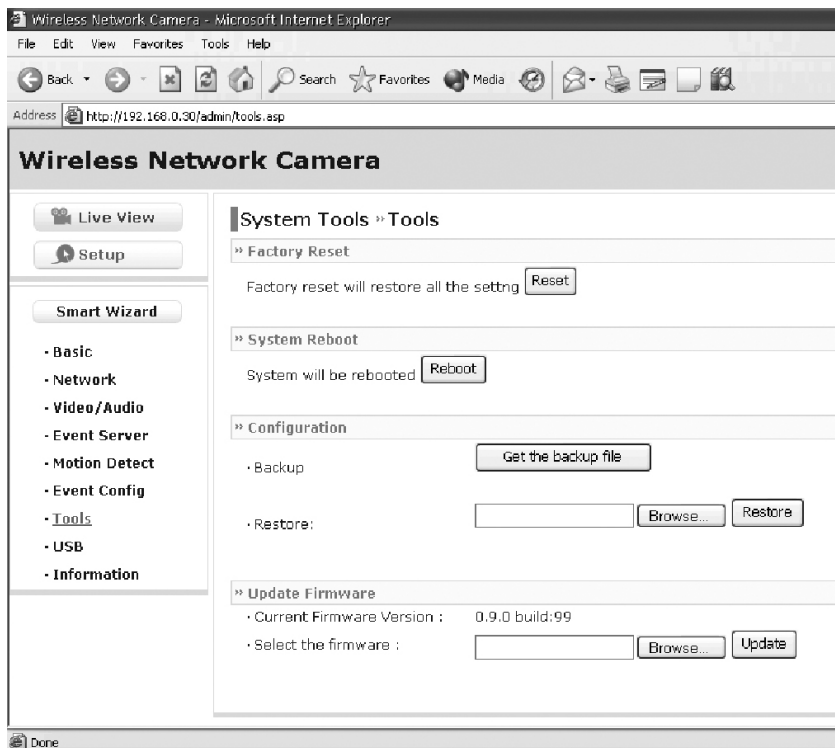 Wireless Network Camera - Microsoft Internet Explorer
File Edit View Favorites Tools Help
Back Search Favorites Media
Address http://192.168.0.30/admin/tools.asp
Wireless Network Camera
Live View
Setup
Smart Wizard
· Basic
· Network
· Video/Audio
· Event Server
· Motion Detect
· Event Config
· Tools
· USB
· Information
System Tools » Tools
» Factory Reset
Factory reset will restore all the settng Reset
» System Reboot
System will be rebooted Reboot
» Configuration
· Backup Get the backup file
· Restore: Browse... Restore
» Update Firmware
· Current Firmware Version : 0.9.0 build:99
· Select the firmware : Browse... Update
Done